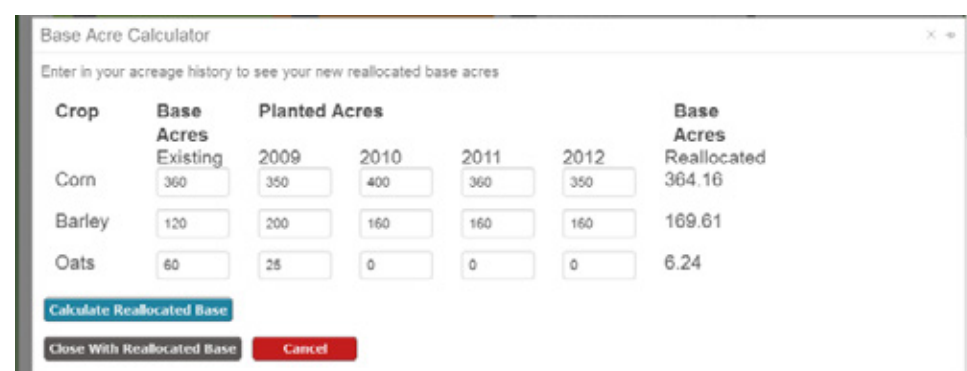 Base Acre Calculator
Enter in your acreage history to see your new reallocated base acres
Crop Base Planted Acres Base
Acres Acres
Existing 2009 2010 2011 2012 Reallocated
Corn 360 350 400 360 350 364.16
Barley 120 200 160 160 160 169.61
Oats 60 25 0 0 0 6.24
Calculate Reallocated Base
Close With Reallocated Base Cancel